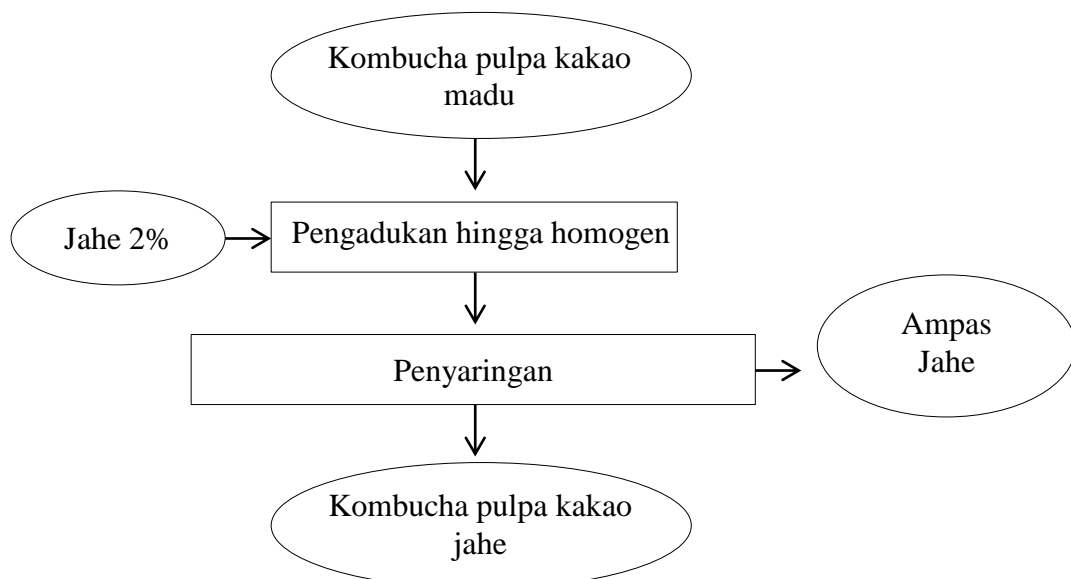 Kombucha pulpa kakao
madu
Jahe 2%
Pengadukan hingga homogen
Ampas
Jahe
Penyaringan
Kombucha pulpa kakao
jahe